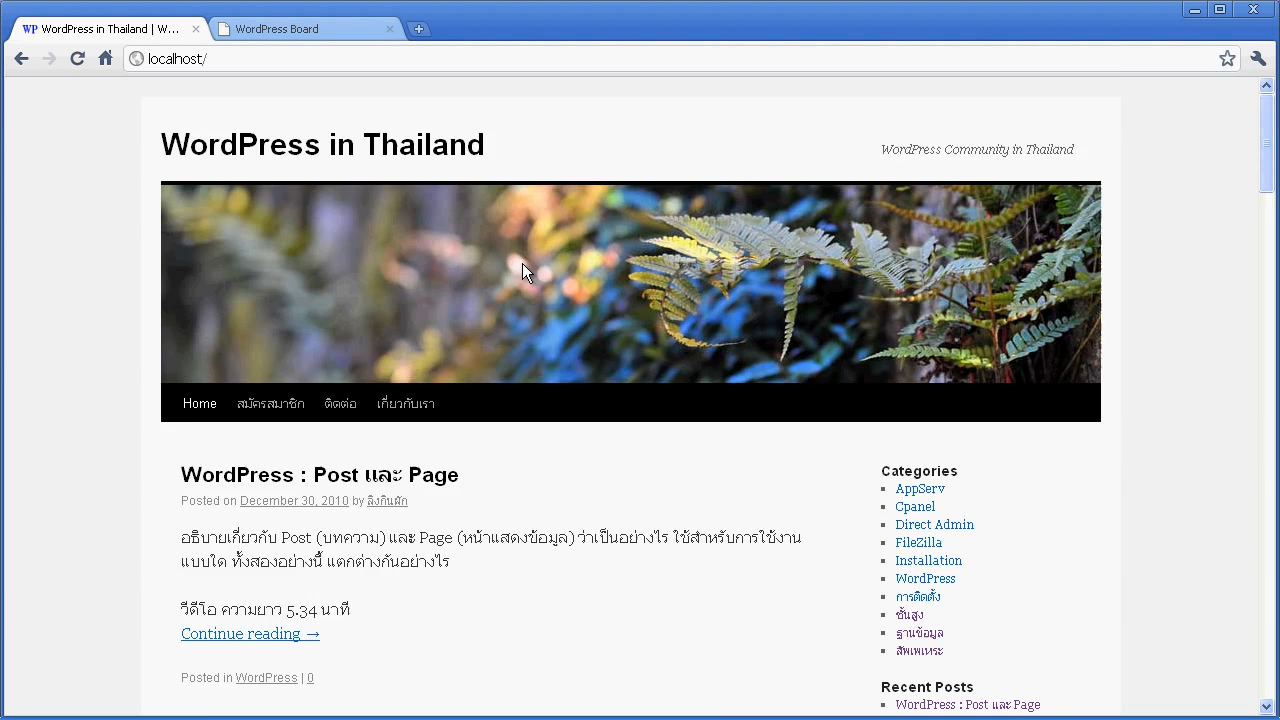 WP WordPress in Thailand | W...
WordPress Board
localhost/
WordPress in Thailand
WordPress Community in Thailand
Home สมัครสมาชิก ติดต่อ เกี่ยวกับเรา
WordPress : Post และ Page
Posted on December 30, 2010 by ลิงกินผัก
อธิบายเกี่ยวกับ Post (บทความ) และ Page (หน้าแสดงข้อมูล) ว่าเป็นอย่างไร ใช้สำหรับการใช้งาน
แบบใด ทั้งสองอย่างนี้ แตกต่างกันอย่างไร
วีดีโอ ความยาว 5.34 นาที
Continue reading →
Posted in WordPress | 0
Categories
AppServ
Cpanel
Direct Admin
FileZilla
Installation
WordPress
การติดตั้ง
ชั้นสูง
ฐานข้อมูล
สัพเพเหระ
Recent Posts
WordPress : Post และ Page